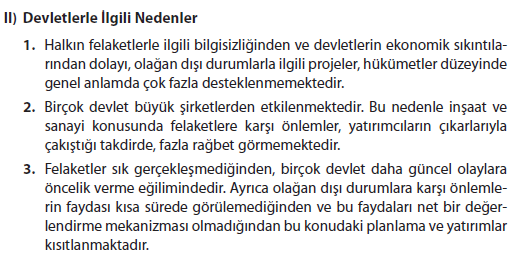 II) Devletlerle İlgili Nedenler
1. Halkın felaketlerle ilgili bilgisizliğinden ve devletlerin ekonomik sıkıntıla-
rından dolayı, olağan dışı durumlarla ilgili projeler, hükümetler düzeyinde
genel anlamda çok fazla desteklenmemektedir.
2. Birçok devlet büyük şirketlerden etkilenmektedir. Bu nedenle inşaat ve
sanayi konusunda felaketlere karşı önlemler, yatırımcıların çıkarlarıyla
çakıştığı takdirde, fazla rağbet görmemektedir.
3. Felaketler sık gerçekleşmediğinden, birçok devlet daha güncel olaylara
öncelik verme eğilimindedir. Ayrıca olağan dışı durumlara karşı önlemle-
rin faydası kısa sürede görülemediğinden ve bu faydaları net bir değer-
lendirme mekanizması olmadığından bu konudaki planlama ve yatırımlar
kısıtlanmaktadır.